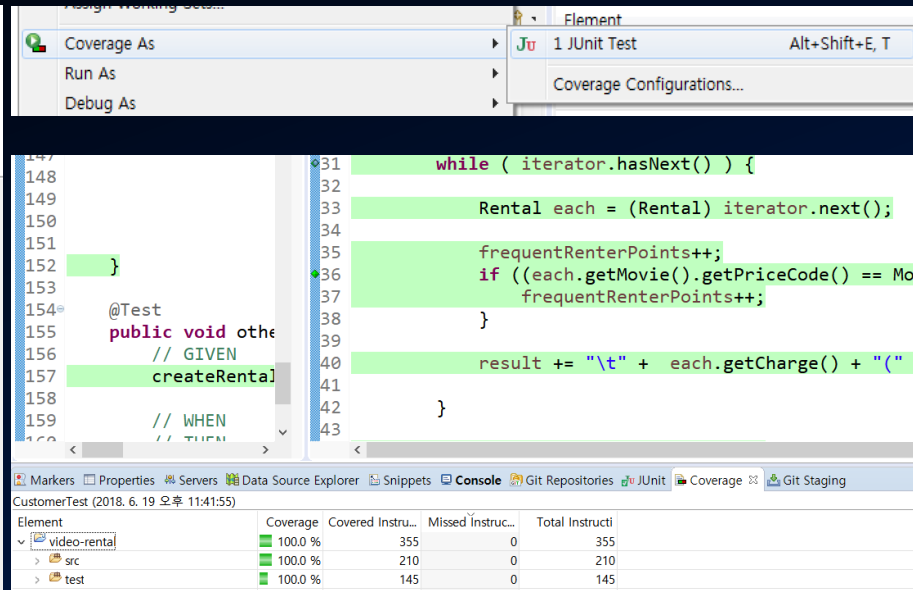 Assign Working Sets...
Element
Coverage As
1 JUnit Test Alt+Shift+E, T
Run As
Coverage Configurations...
Debug As
147
148
149
150
151
152 }
153
154 @Test
155 public void othe
156 // GIVEN
157 createRental
158
159 // WHEN
160 // THEN
31 while ( iterator.hasNext() ) {
32
33 Rental each = (Rental) iterator.next();
34
35 frequentRenterPoints++;
36 if ((each.getMovie().getPriceCode() == Mo
37 frequentRenterPoints++;
38 }
39
40 result += "\t" + each.getCharge() + "("
41
42 }
43
Markers Properties Servers Data Source Explorer Snippets Console Git Repositories JUnit Coverage Git Staging
CustomerTest (2018. 6. 19 오후 11:41:55)
Element Coverage Covered Instru... Missed Instruc... Total Instructi
video-rental 100.0 % 355 0 355
src 100.0 % 210 0 210
test 100.0 % 145 0 145